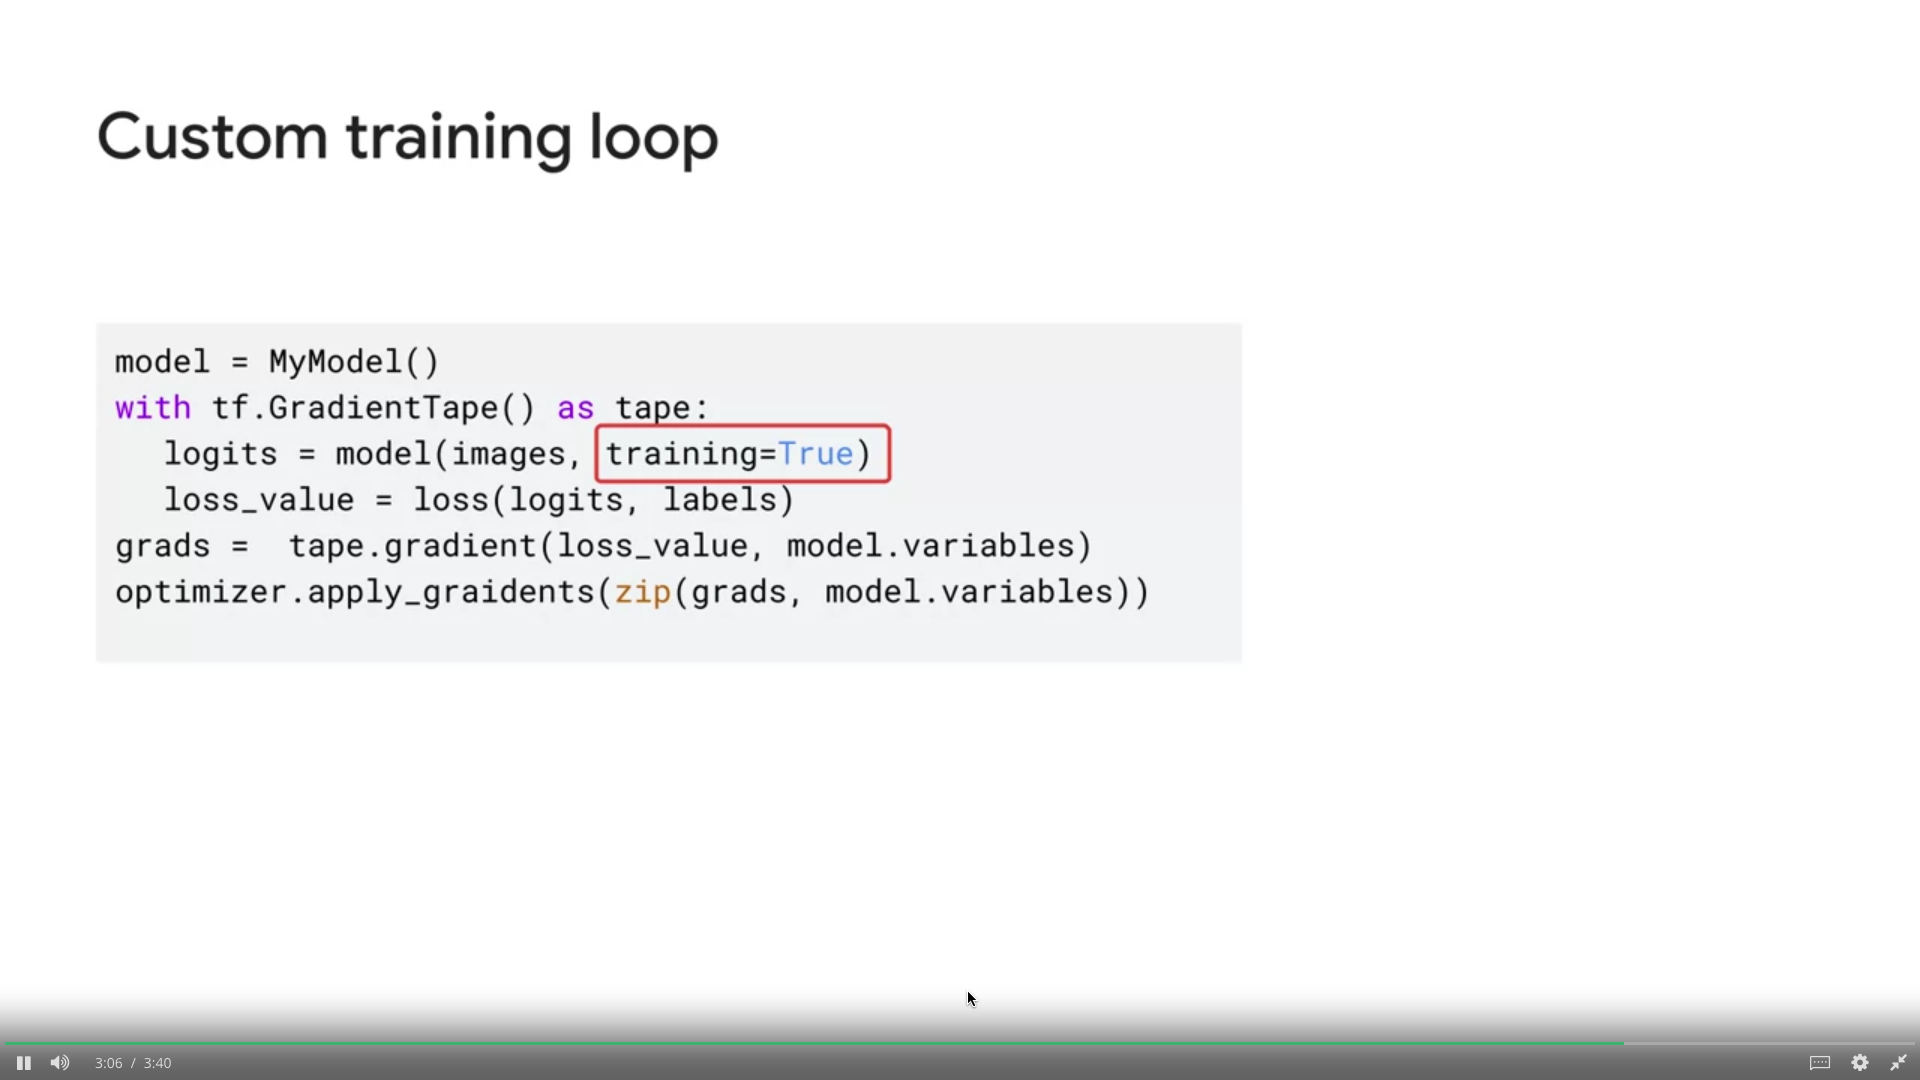 Custom training loop
model = MyModel()
with tf.GradientTape() as tape:
logits = model(images, training=True)
loss_value = loss(logits, labels)
grads =  tape.gradient(loss_value, model.variables)
optimizer.apply_graidents(zip(grads, model.variables))
3:06 / 3:40